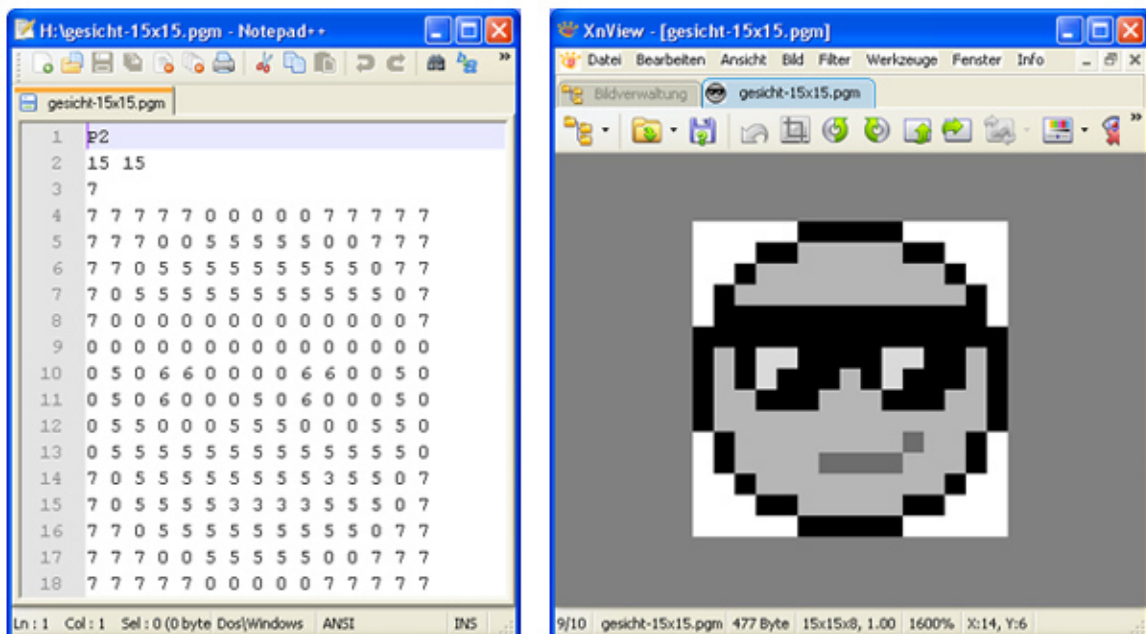 H:\gesicht-15x15.pgm - Notepad++
gesicht-15x15.pgm
1 P2
2 15 15
3 7
4 7 7 7 7 7 0 0 0 0 0 7 7 7 7 7
5 7 7 7 0 0 5 5 5 5 5 0 0 7 7 7
6 7 7 0 5 5 5 5 5 5 5 5 5 0 7 7
7 7 0 5 5 5 5 5 5 5 5 5 5 5 0 7
8 7 0 0 0 0 0 0 0 0 0 0 0 0 0 7
9 0 0 0 0 0 0 0 0 0 0 0 0 0 0 0
10 0 5 0 6 6 0 0 0 0 6 6 0 0 5 0
11 0 5 0 6 0 0 0 5 0 6 0 0 0 5 0
12 0 5 5 0 0 0 5 5 5 0 0 0 5 5 0
13 0 5 5 5 5 5 5 5 5 5 5 5 5 5 0
14 7 0 5 5 5 5 5 5 5 5 3 5 5 0 7
15 7 0 5 5 5 5 3 3 3 3 5 5 5 0 7
16 7 7 0 5 5 5 5 5 5 5 5 5 0 7 7
17 7 7 7 0 0 5 5 5 5 5 0 0 7 7 7
18 7 7 7 7 7 0 0 0 0 0 7 7 7 7 7
Ln : 1 Col : 1 Sel : 0 (0 byte Dos\Windows ANSI INS
XnView - [gesicht-15x15.pgm]
Datei Bearbeiten Ansicht Bild Filter Werkzeuge Fenster Info
Bildverwaltung gesicht-15x15.pgm
9/10 gesicht-15x15.pgm 477 Byte 15x15x8, 1.00 1600% X:14, Y:6